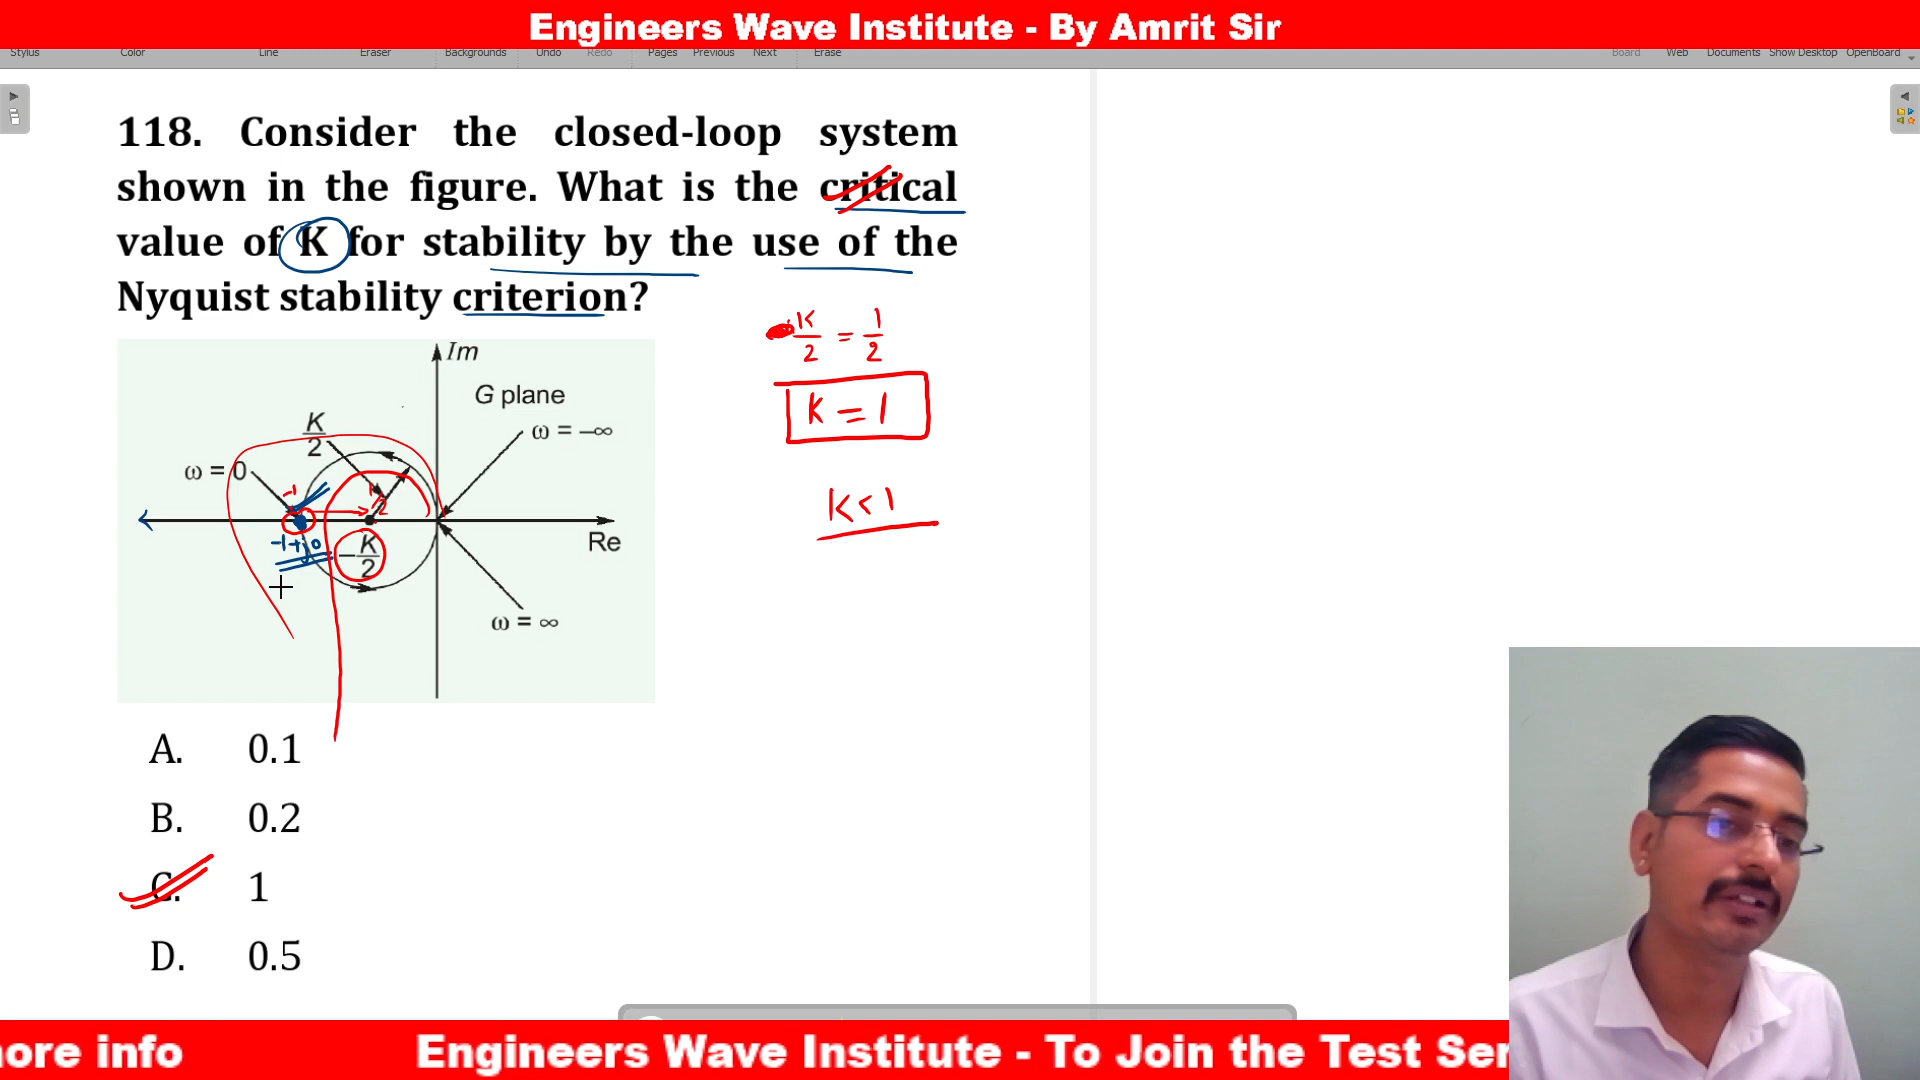 Engineers Wave Institute - By Amrit Sir
Stylus Color Line Eraser Backgrounds Undo Redo Pages Previous Next Erase Board Web Documents Show Desktop OpenBoard
118. Consider the closed-loop system
shown in the figure. What is the critical
value of K for stability by the use of the
Nyquist stability criterion?
K/2 = 1/2
K = 1
K < 1
Im
G plane
K/2
ω = -∞
ω = 0
-1
1/2
-1+j0
-K/2
Re
ω = ∞
A. 0.1
B. 0.2
C. 1
D. 0.5
ore info Engineers Wave Institute - To Join the Test Ser